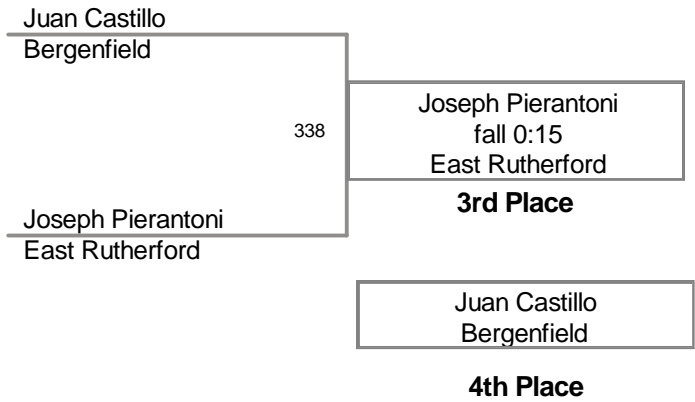 Juan Castillo
Bergenfield
338
Joseph Pierantoni
fall 0:15
East Rutherford
3rd Place
Joseph Pierantoni
East Rutherford
Juan Castillo
Bergenfield
4th Place